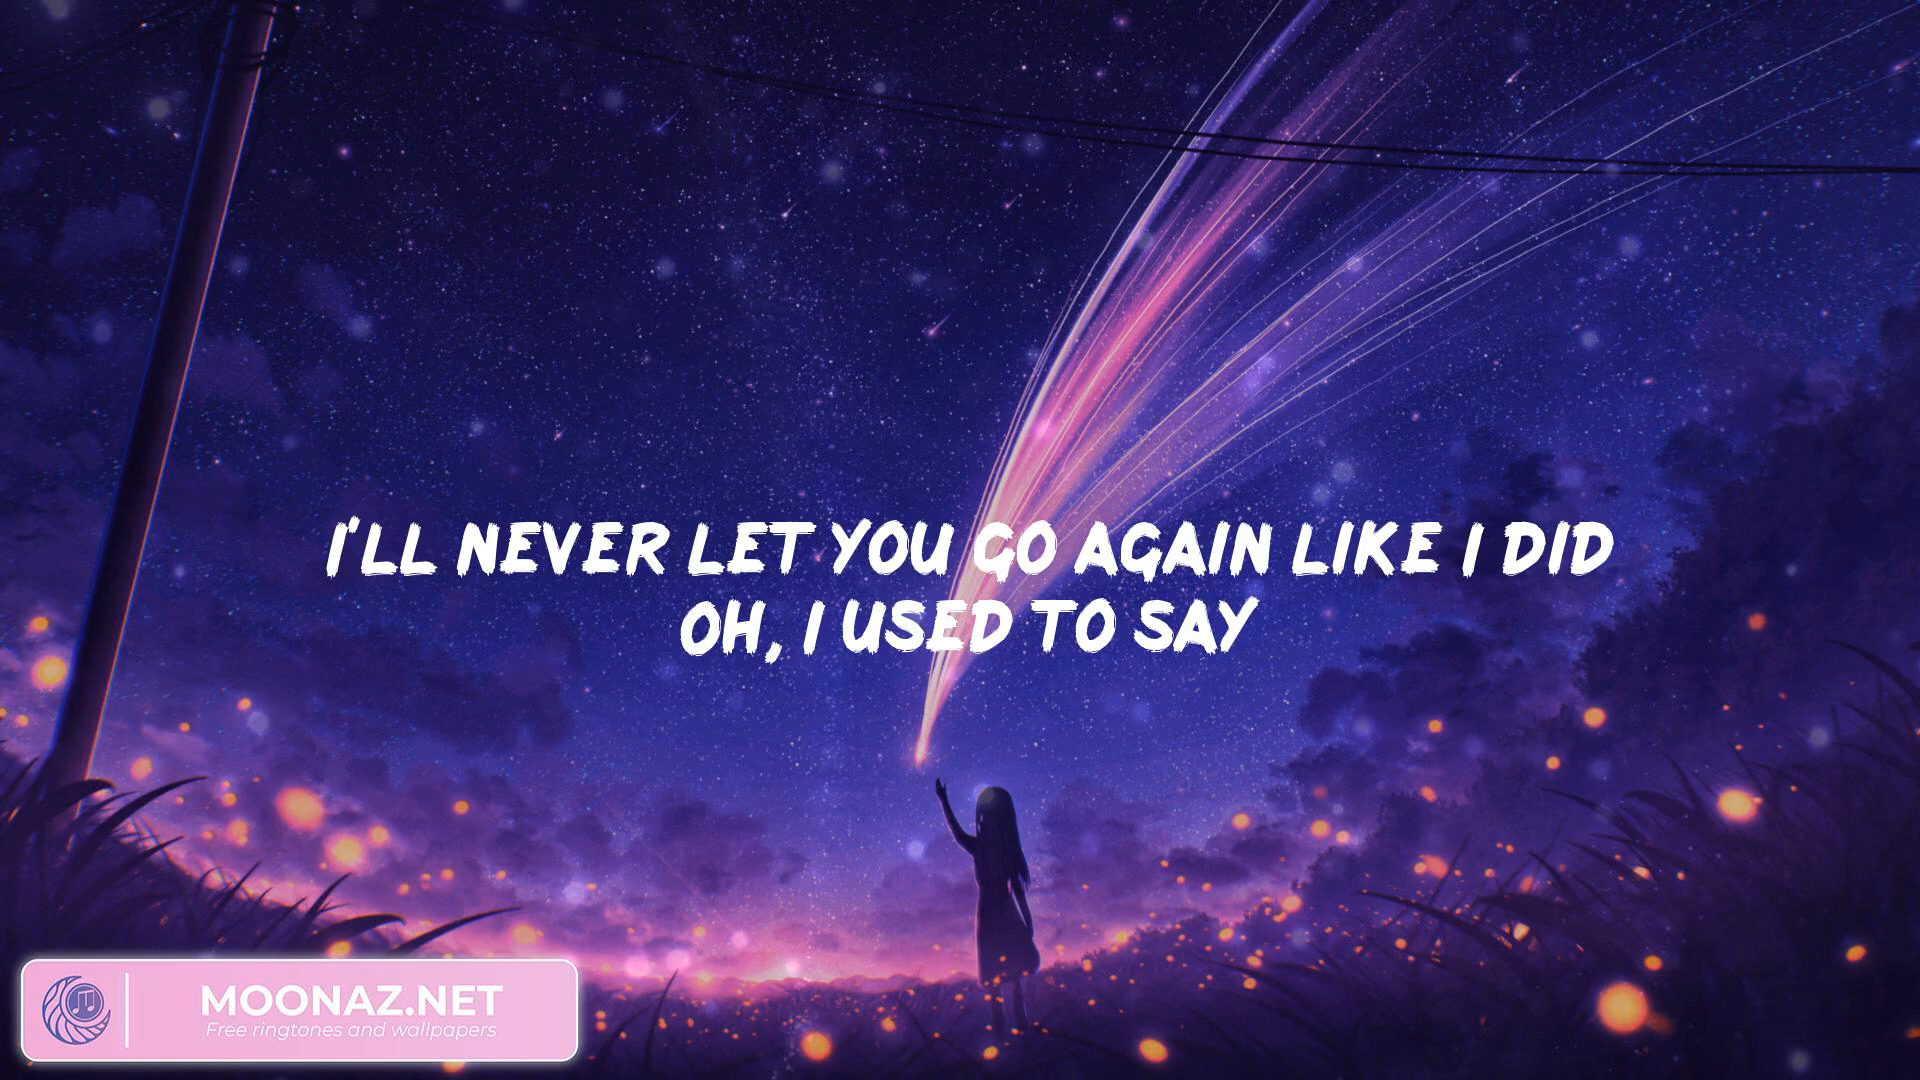 I'LL NEVER LET YOU GO AGAIN LIKE I DID
OH, I USED TO SAY
MOONAZ.NET
Free ringtones and wallpapers